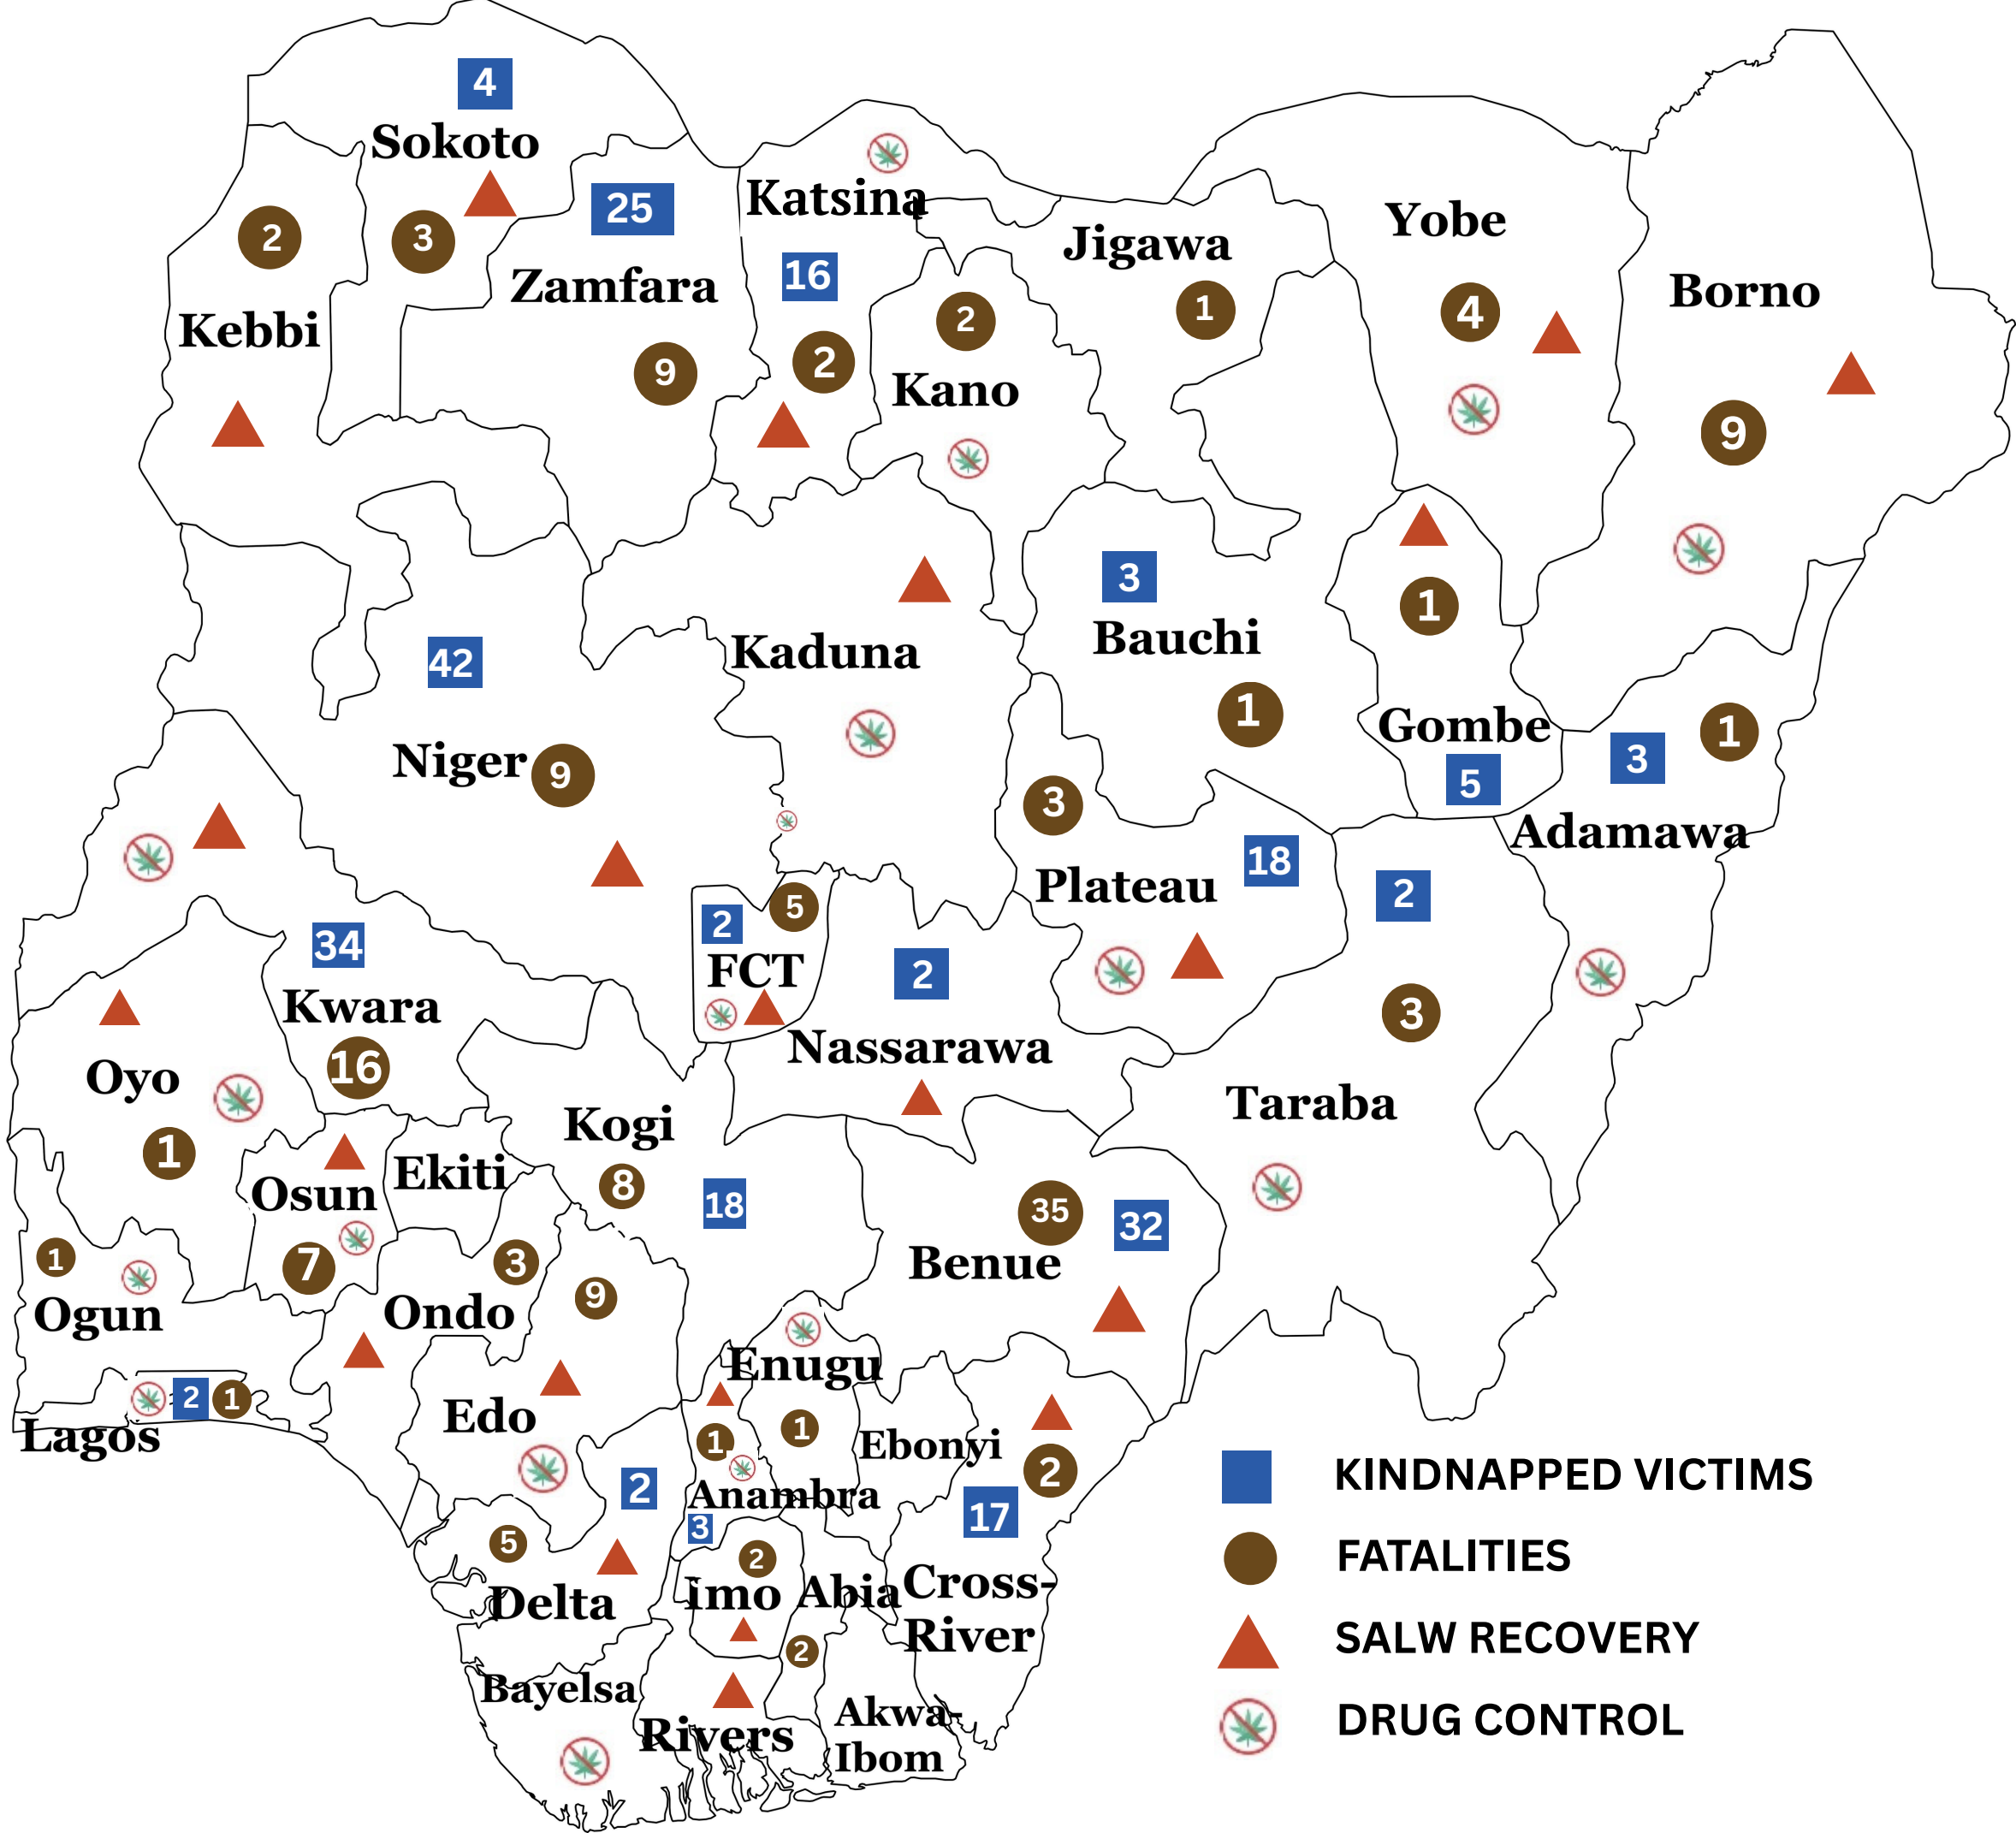 4
Sokoto
25
Katsina
2
3
Zamfara
16
Jigawa
Yobe
Borno
Kebbi
9
2
2
Kano
1
4
9
42
Niger
9
Kaduna
3
Bauchi
1
1
Gombe
5
3
1
Adamawa
3
Plateau
18
2
3
Taraba
34
Kwara
16
2
5
FCT
2
Nassarawa
Oyo
1
Osun
7
Ekiti
Kogi
8
18
35
32
Benue
1
Ogun
3
Ondo
9
2
1
Lagos
Edo
Enugu
1
1
Anambra
3
Ebonyi
2
17
2
5
Delta
2
Imo
Abia
2
Cross-
River
Bayelsa
Rivers
Akwa-
Ibom
KINDNAPPED VICTIMS
FATALITIES
SALW RECOVERY
DRUG CONTROL